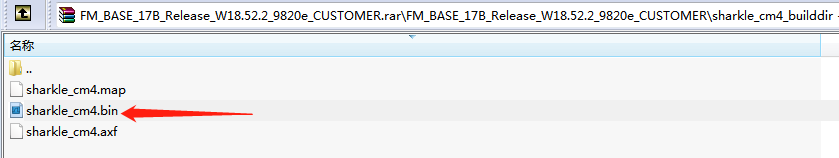 FM_BASE_17B_Release_W18.52.2_9820e_CUSTOMER.rar\FM_BASE_17B_Release_W18.52.2_9820e_CUSTOMER\sharkle_cm4_builddir
名称
..
sharkle_cm4.map
sharkle_cm4.bin
sharkle_cm4.axf